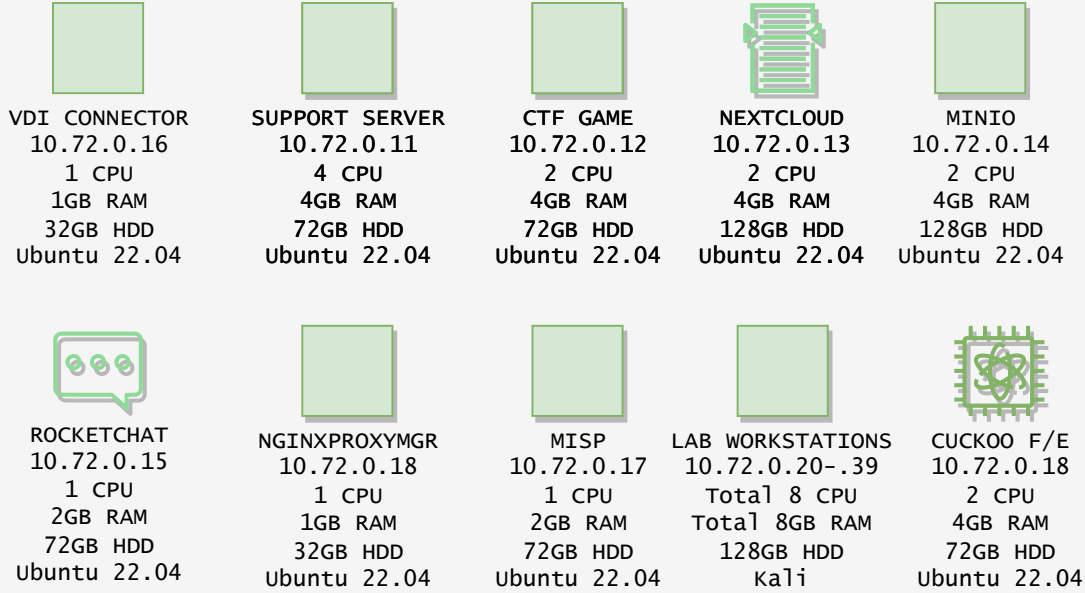 VDI CONNECTOR
10.72.0.16
1 CPU
1GB RAM
32GB HDD
Ubuntu 22.04
SUPPORT SERVER
10.72.0.11
4 CPU
4GB RAM
72GB HDD
Ubuntu 22.04
CTF GAME
10.72.0.12
2 CPU
4GB RAM
72GB HDD
Ubuntu 22.04
NEXTCLOUD
10.72.0.13
2 CPU
4GB RAM
128GB HDD
Ubuntu 22.04
MINIO
10.72.0.14
2 CPU
4GB RAM
128GB HDD
Ubuntu 22.04
ROCKETCHAT
10.72.0.15
1 CPU
2GB RAM
72GB HDD
Ubuntu 22.04
NGINXPROXYMGR
10.72.0.18
1 CPU
1GB RAM
32GB HDD
Ubuntu 22.04
MISP
10.72.0.17
1 CPU
2GB RAM
72GB HDD
Ubuntu 22.04
LAB WORKSTATIONS
10.72.0.20-.39
Total 8 CPU
Total 8GB RAM
128GB HDD
Kali
CUCKOO F/E
10.72.0.18
2 CPU
4GB RAM
72GB HDD
Ubuntu 22.04